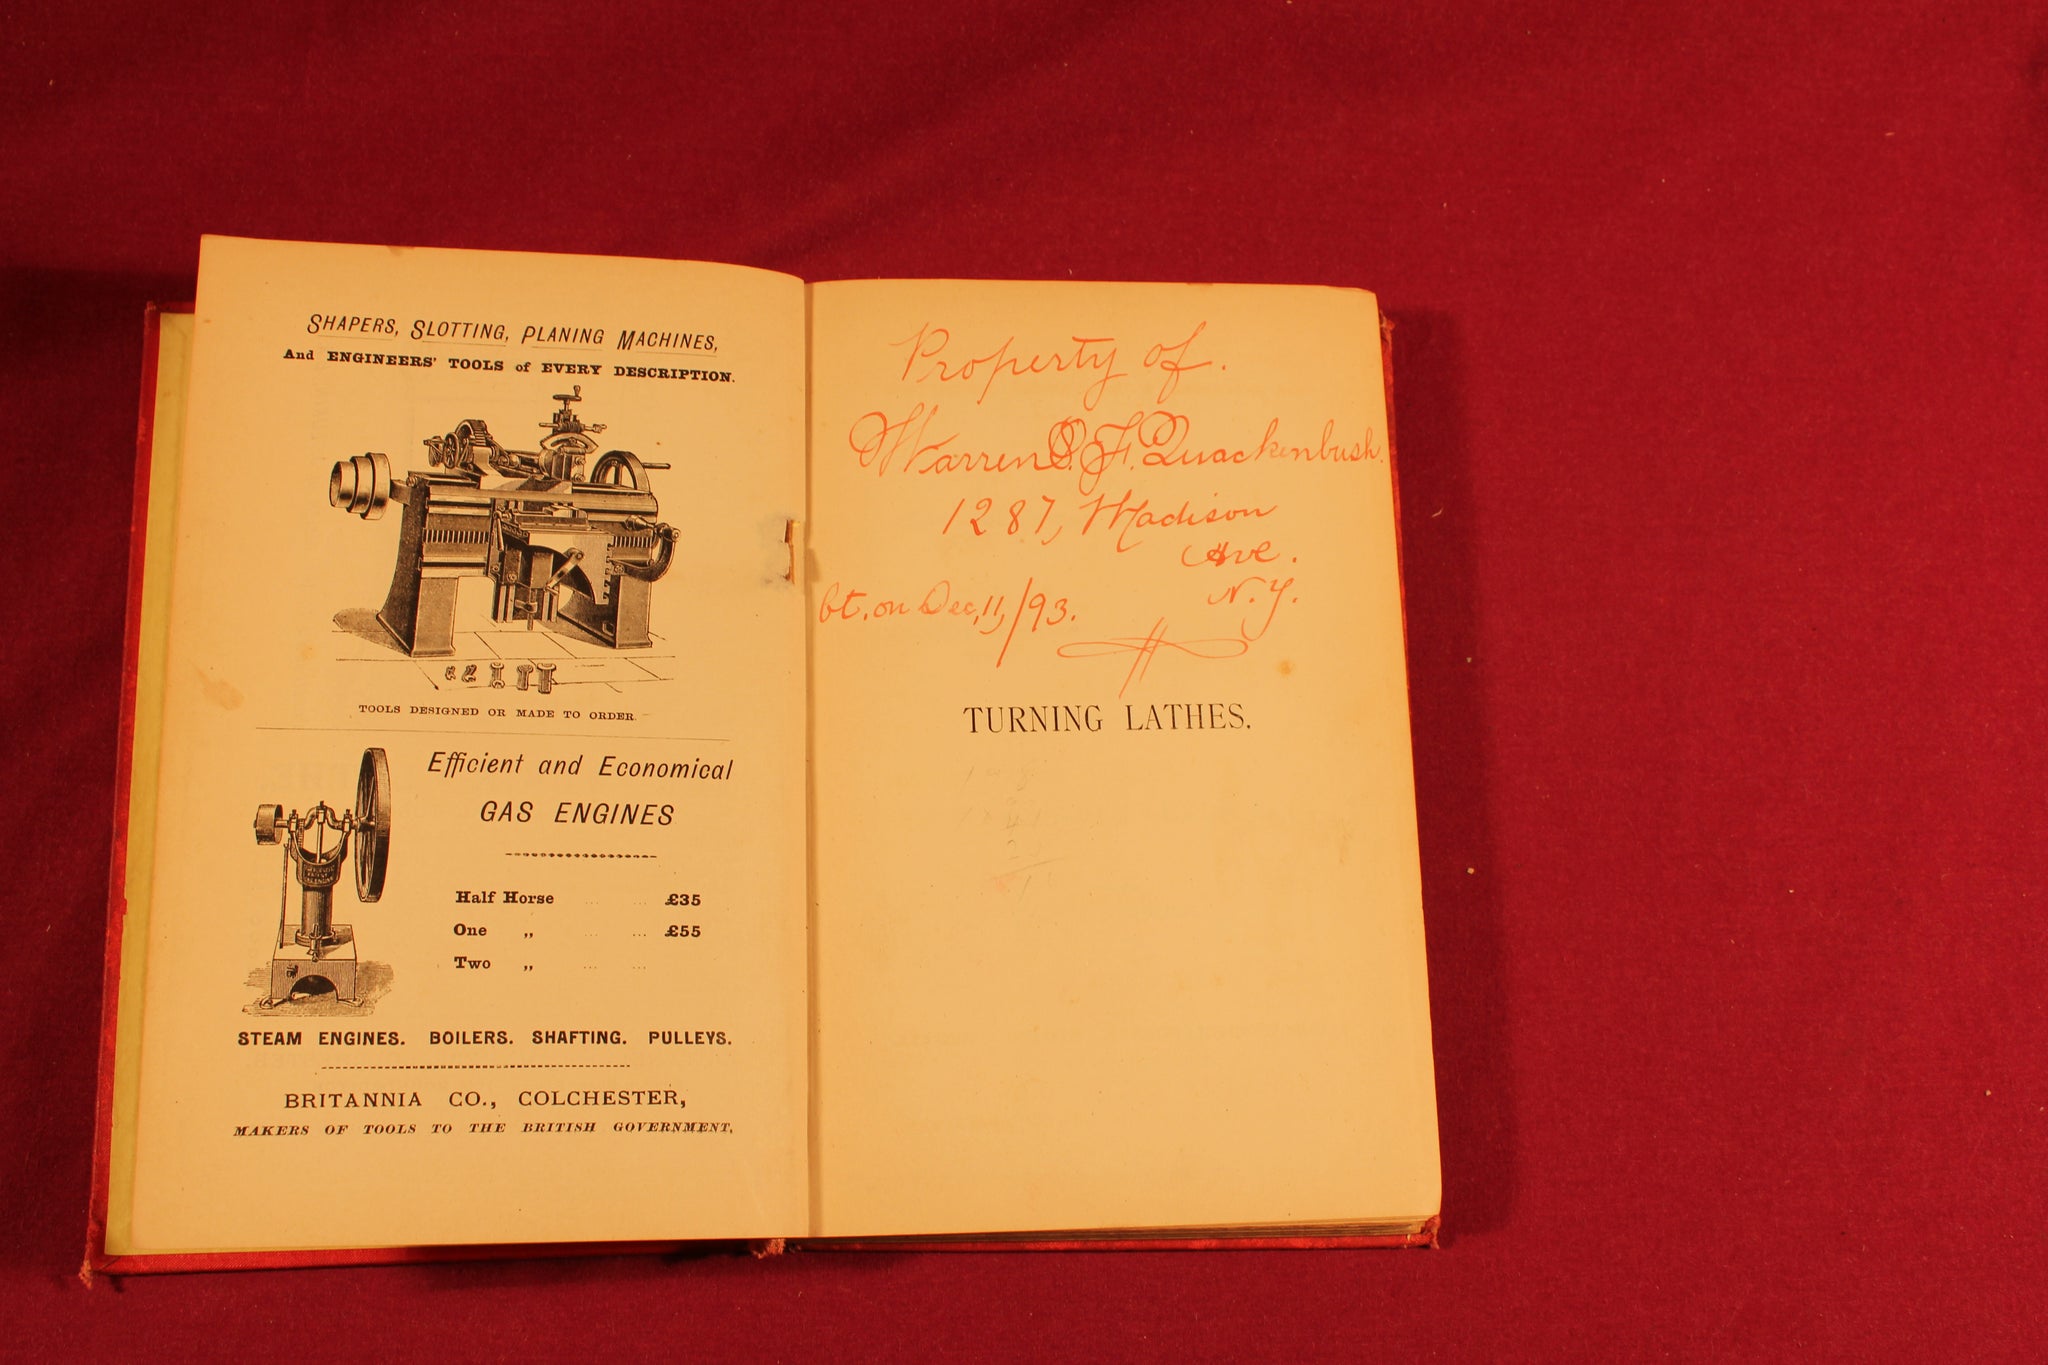 SHAPERS, SLOTTING, PLANING MACHINES,
And ENGINEERS' TOOLS of EVERY DESCRIPTION.
TOOLS DESIGNED OR MADE TO ORDER.
Efficient and Economical
GAS ENGINES
Half Horse ... ... £35
One „ ... ... £55
Two „ ... ...
STEAM ENGINES. BOILERS. SHAFTING. PULLEYS.
BRITANNIA CO., COLCHESTER,
MAKERS OF TOOLS TO THE BRITISH GOVERNMENT,
Property of.
Warren S. F. Quackenbush.
1287, Madison
Ave.
N.Y.
bt. on Dec, 11, /93.
TURNING LATHES.